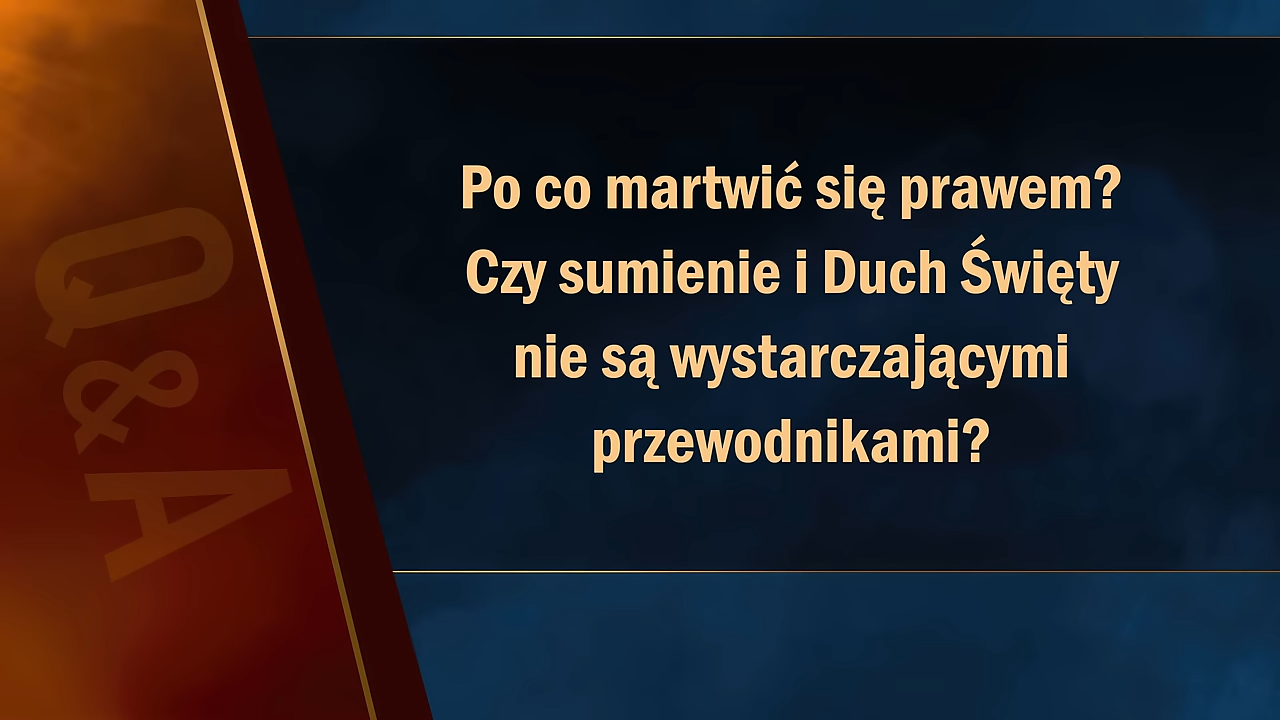 Po co martwić się prawem?
Czy sumienie i Duch Święty
nie są wystarczającymi
przewodnikami?
Q & A